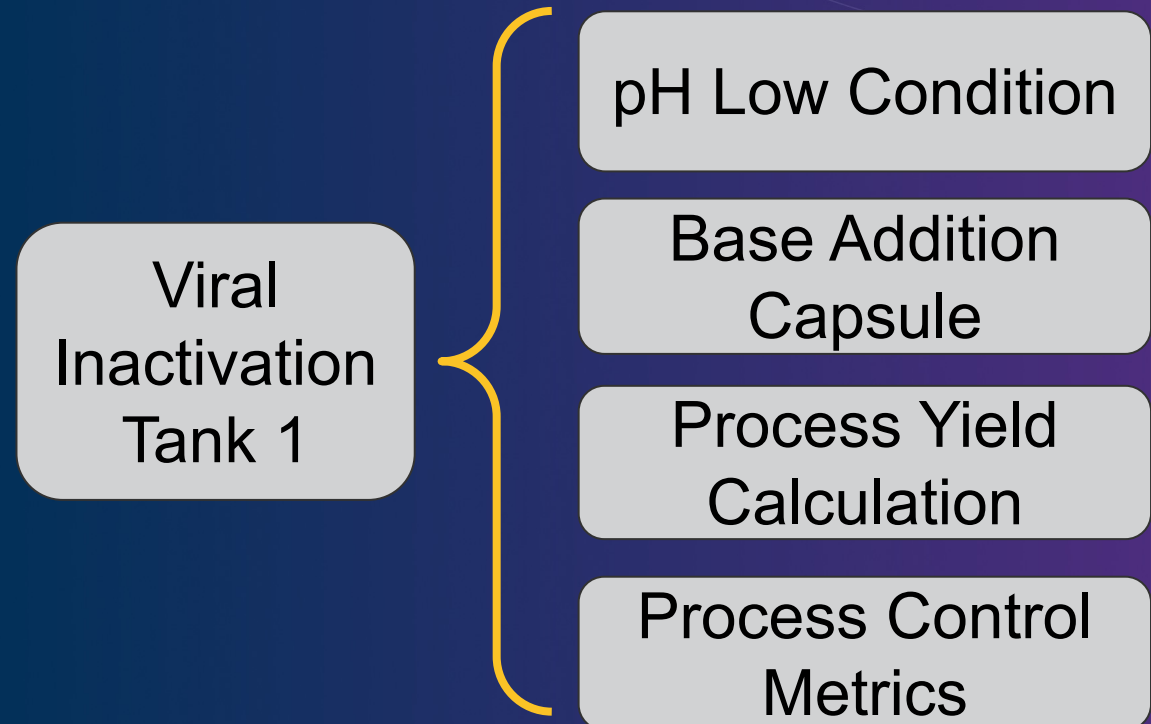 Viral
Inactivation
Tank 1
pH Low Condition
Base Addition
Capsule
Process Yield
Calculation
Process Control
Metrics